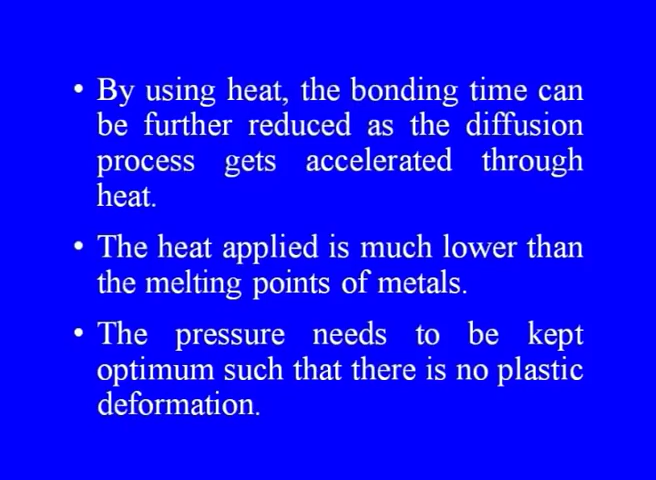 • By using heat, the bonding time can
be further reduced as the diffusion
process gets accelerated through
heat.
• The heat applied is much lower than
the melting points of metals.
• The pressure needs to be kept
optimum such that there is no plastic
deformation.